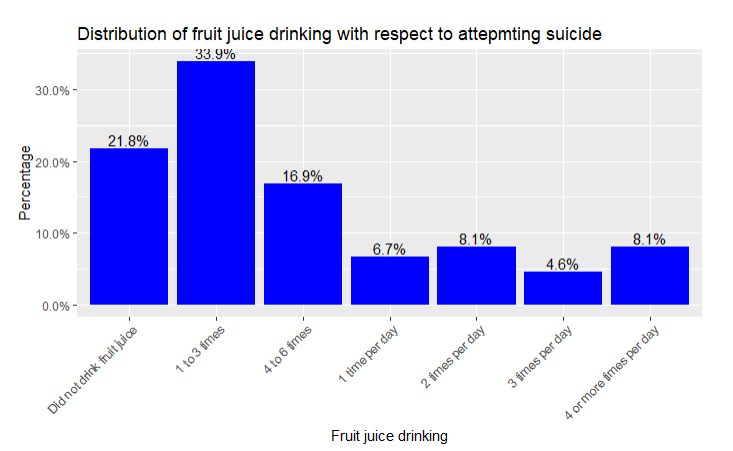 Distribution of fruit juice drinking with respect to attepmting suicide
Percentage
30.0%
20.0%
10.0%
0.0%
21.8%
33.9%
16.9%
6.7%
8.1%
4.6%
8.1%
Did not drink fruit juice
1 to 3 times
4 to 6 times
1 time per day
2 times per day
3 times per day
4 or more times per day
Fruit juice drinking